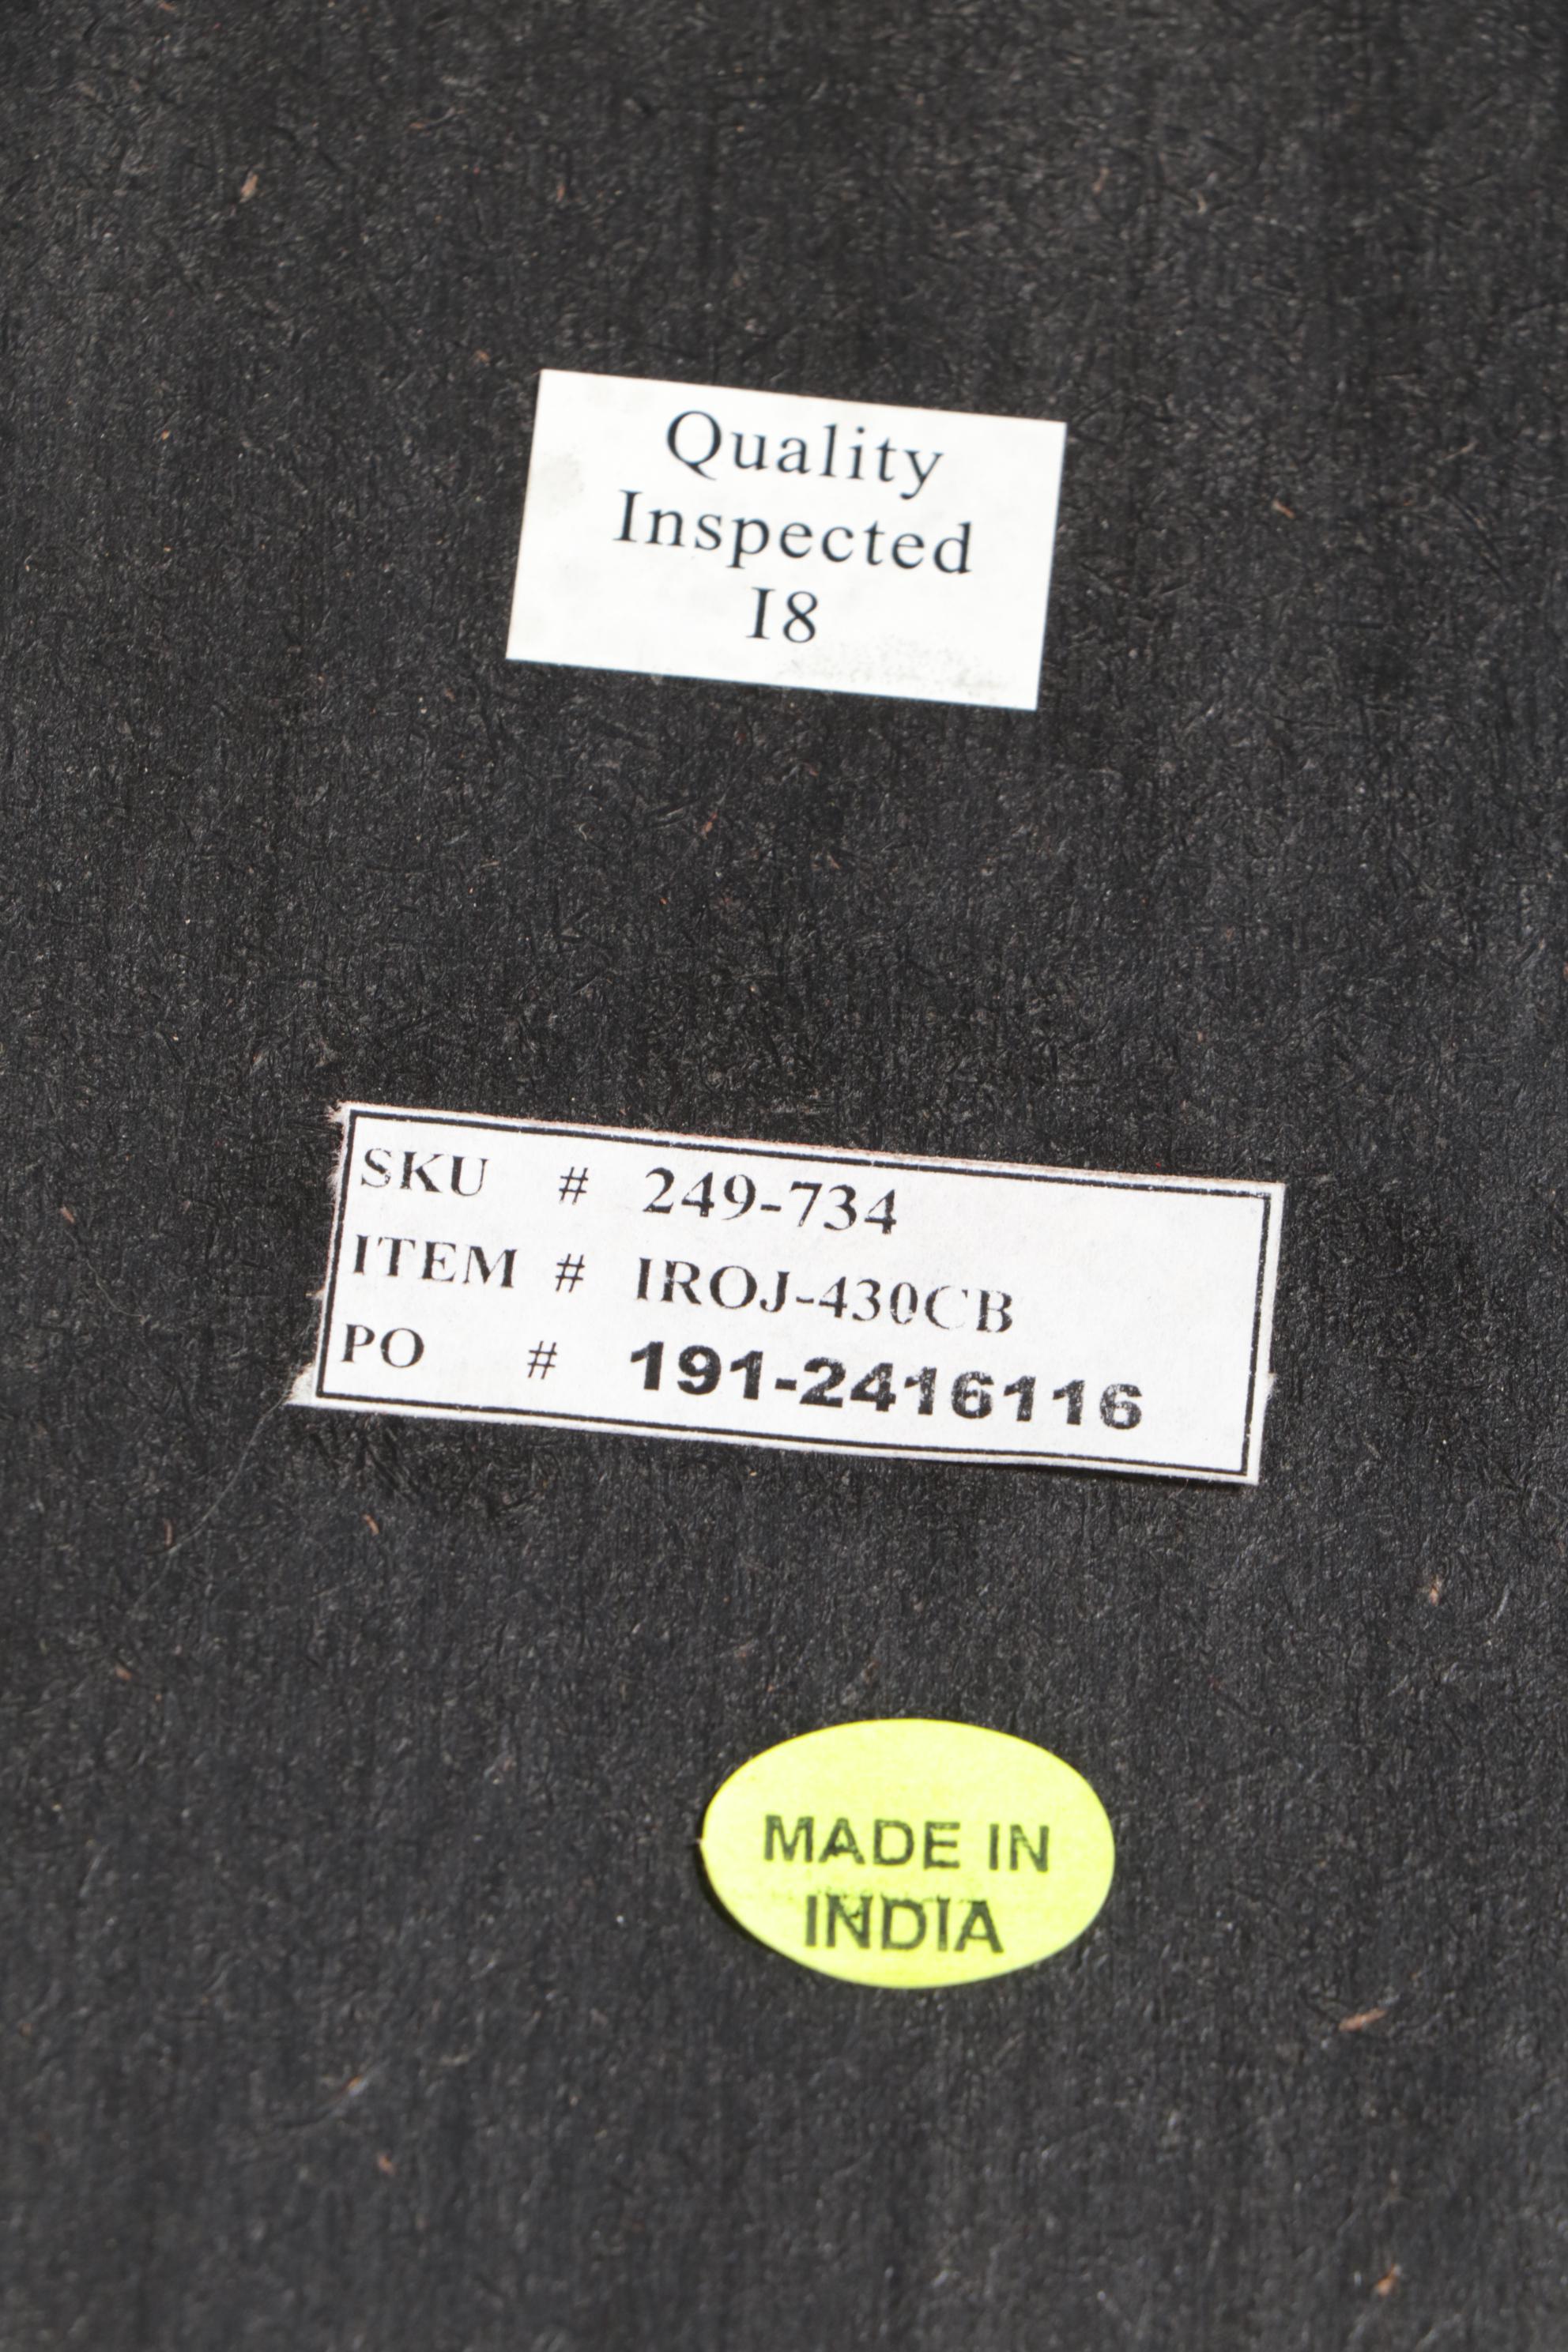 Quality
Inspected
I8
SKU # 249-734
ITEM # IROJ-430CB
PO # 191-2416116
MADE IN
INDIA